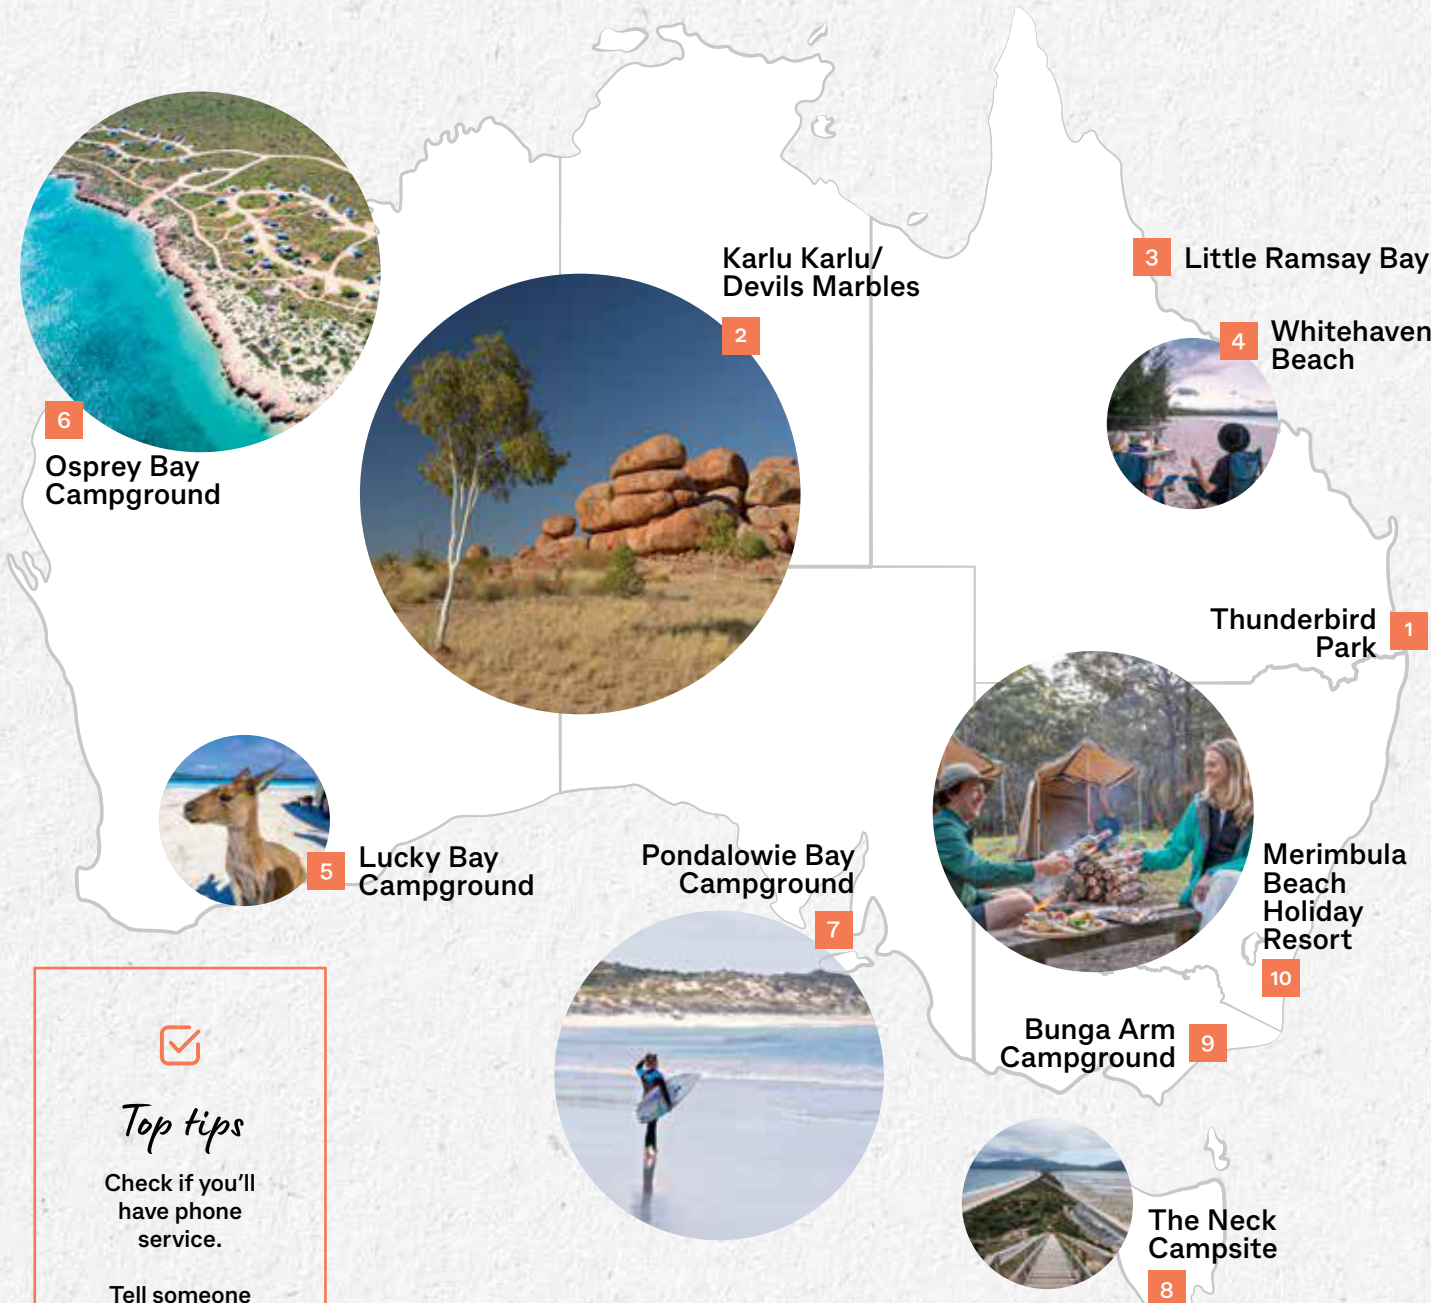 Karlu Karlu/
Devils Marbles
2
3
Little Ramsay Bay
4
Whitehaven
Beach
6
Osprey Bay
Campground
Thunderbird
Park
1
5
Lucky Bay
Campground
Pondalowie Bay
Campground
7
Merimbula
Beach
Holiday
Resort
10
Bunga Arm
Campground
9
The Neck
Campsite
8
Top tips
Check if you’ll
have phone
service.
Tell someone